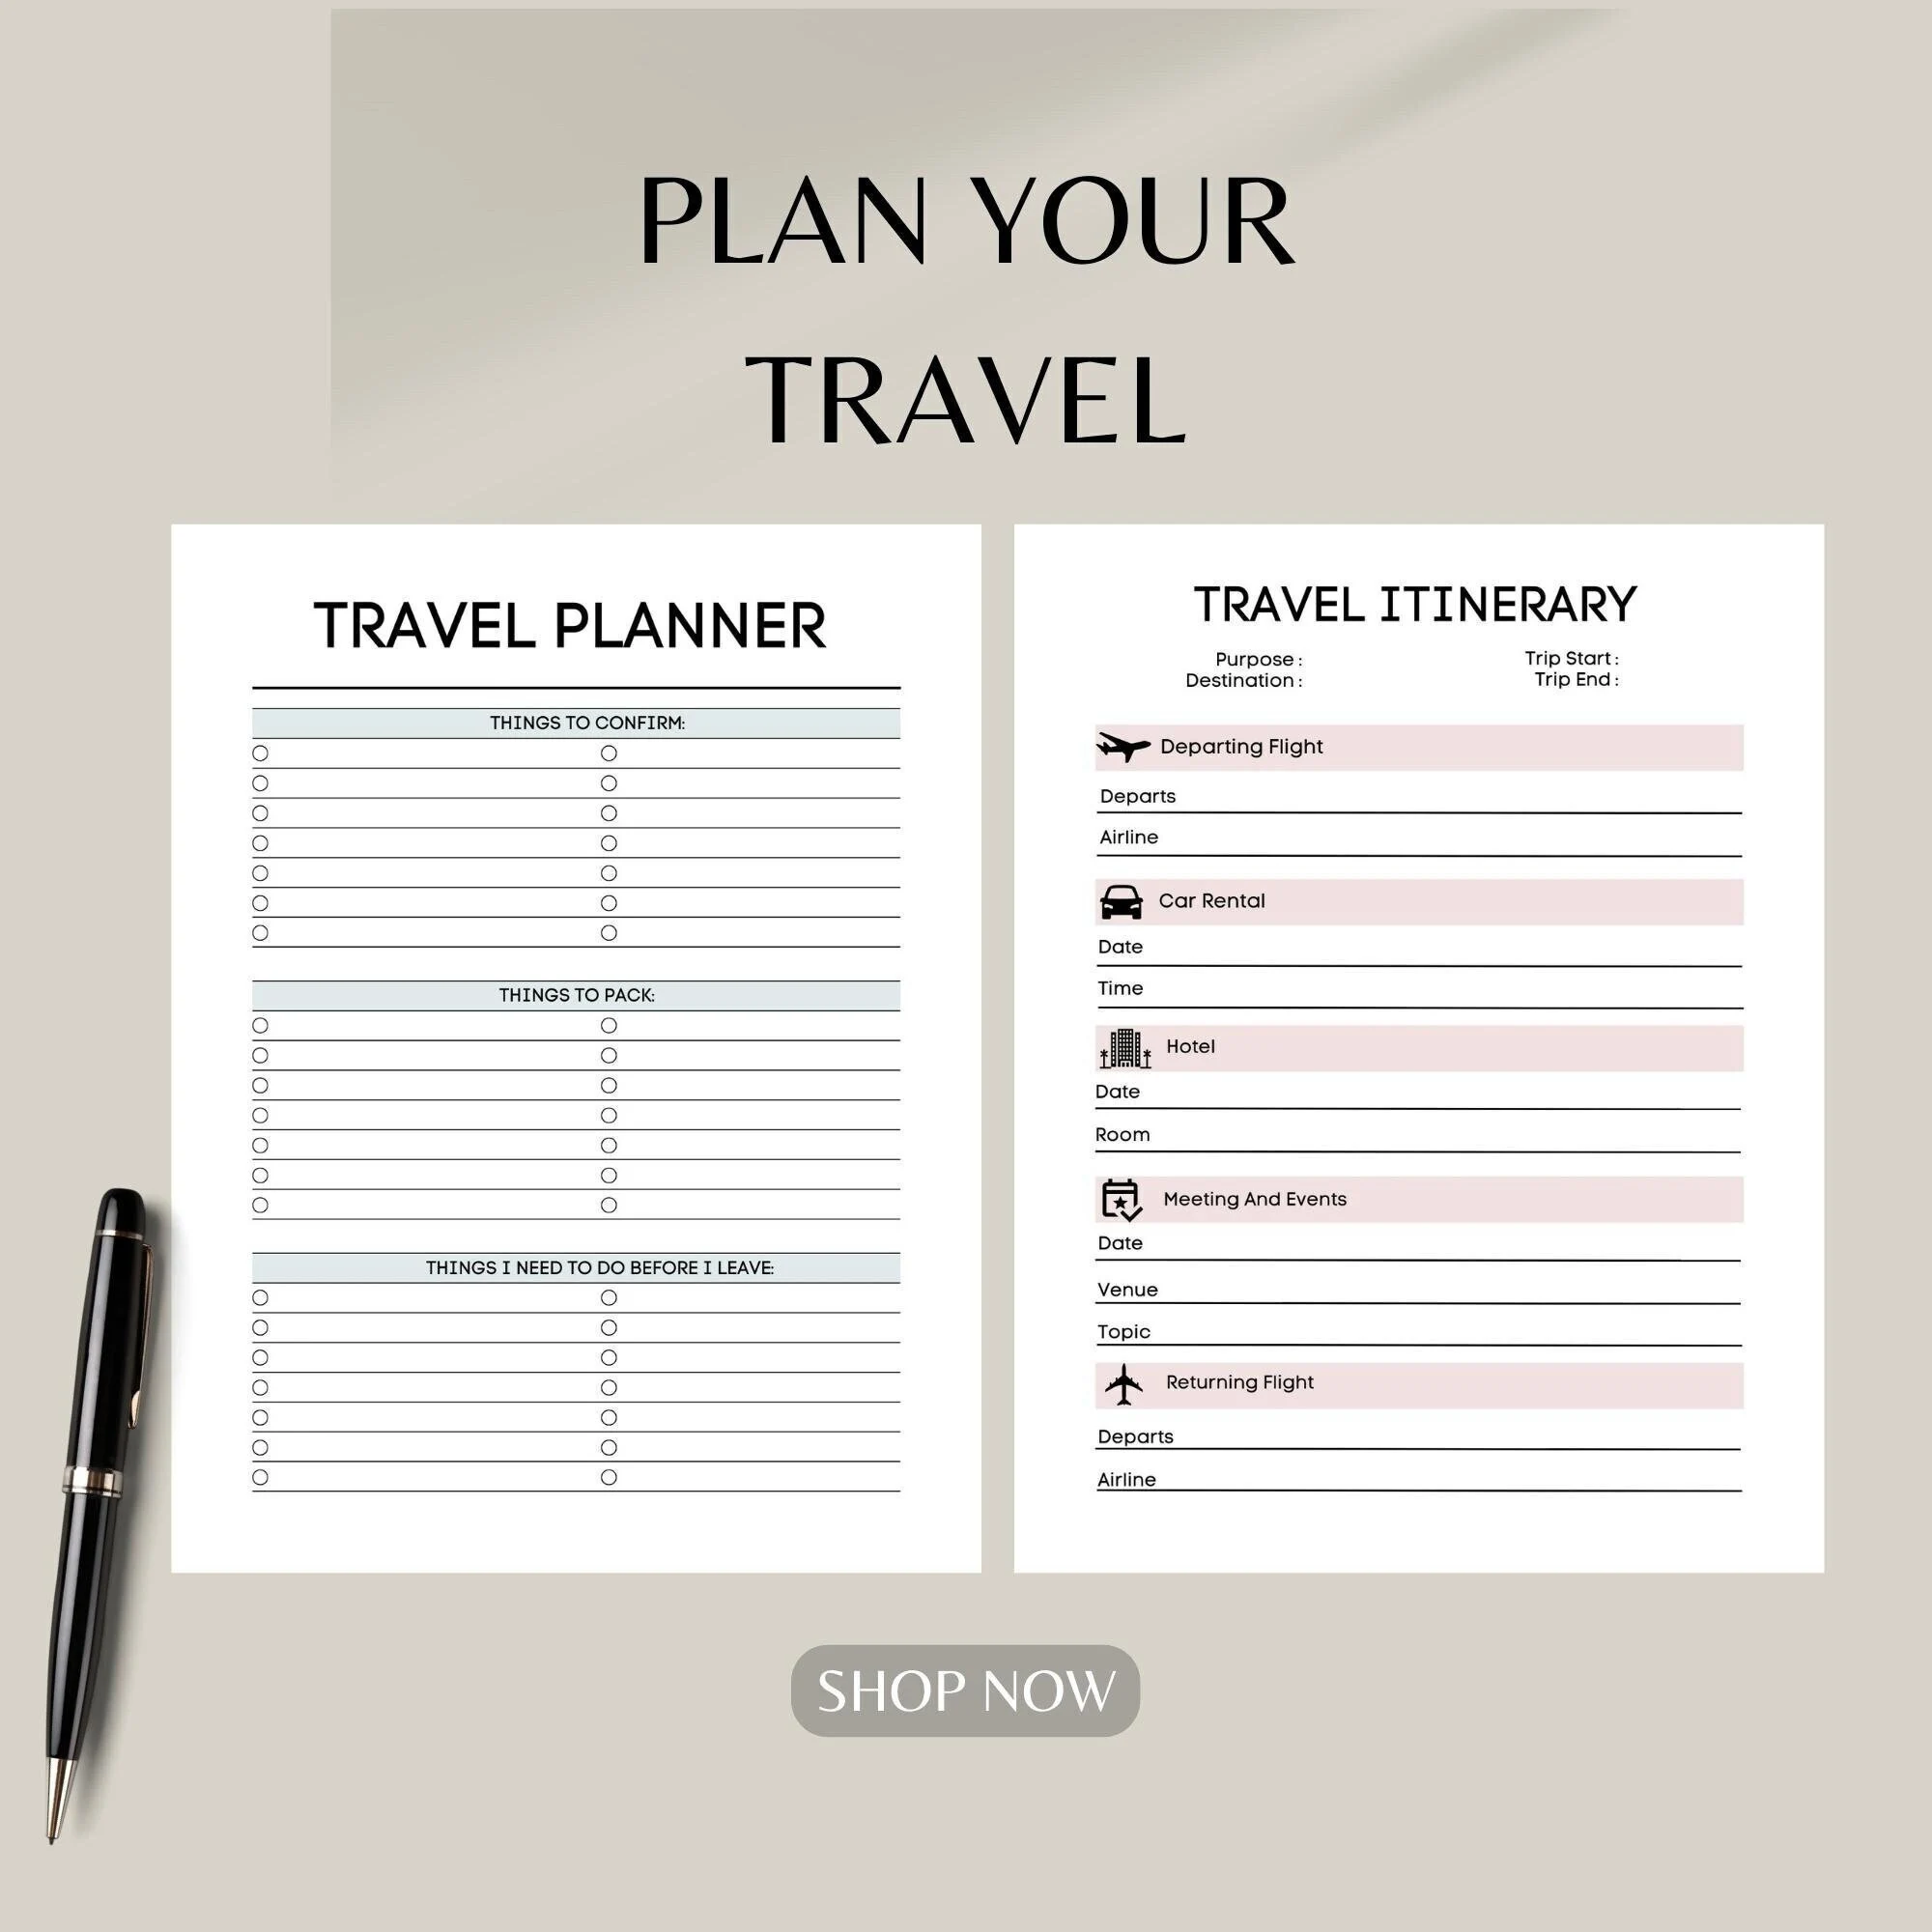 PLAN YOUR
TRAVEL
TRAVEL PLANNER
THINGS TO CONFIRM:
THINGS TO PACK:
THINGS I NEED TO DO BEFORE I LEAVE:
TRAVEL ITINERARY
Purpose :
Destination :
Trip Start :
Trip End :
Departing Flight
Departs
Airline
Car Rental
Date
Time
Hotel
Date
Room
Meeting And Events
Date
Venue
Topic
Returning Flight
Departs
Airline
SHOP NOW